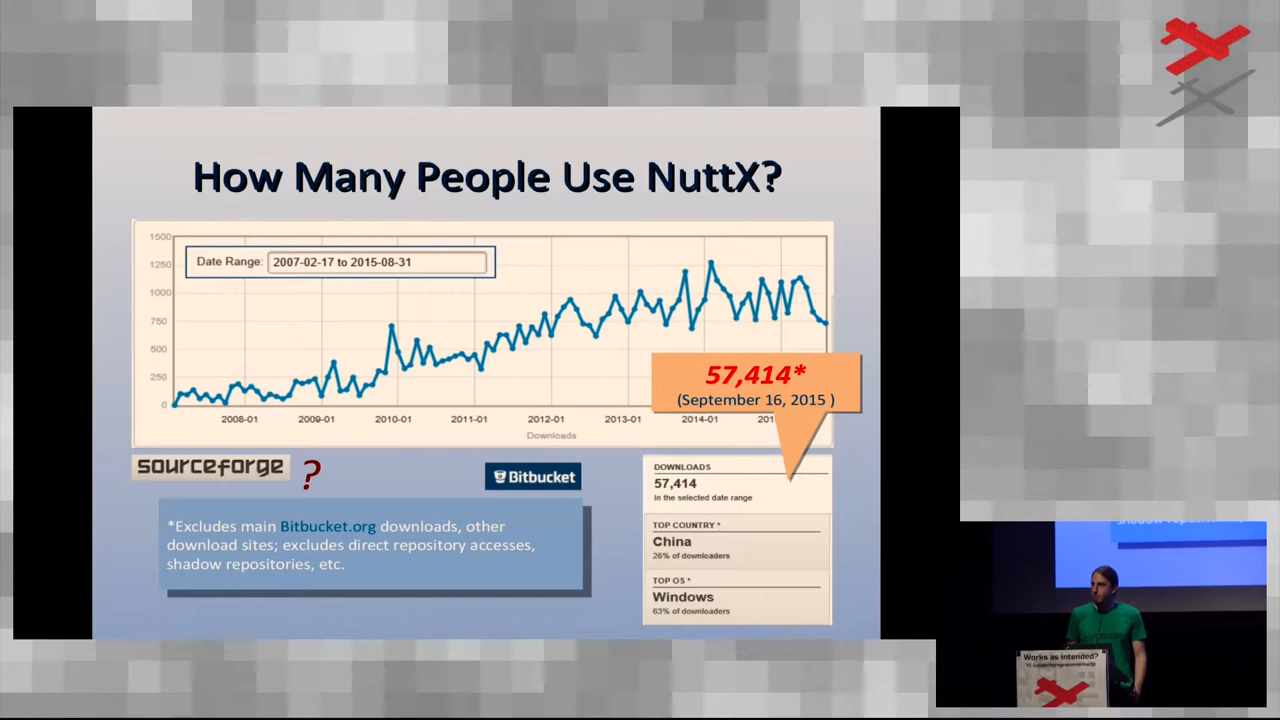 How Many People Use NuttX?
1500
1250
1000
750
500
250
0
Date Range: 2007-02-17 to 2015-08-31
2008-01
2009-01
2010-01
2011-01
2012-01
2013-01
2014-01
Downloads
57,414*
(September 16, 2015 )
sourceforge ?
Bitbucket
*Excludes main Bitbucket.org downloads, other
download sites; excludes direct repository accesses,
shadow repositories, etc.
DOWNLOADS
57,414
In the selected date range
TOP COUNTRY *
China
26% of downloaders
TOP OS *
Windows
63% of downloaders
Works as intended?